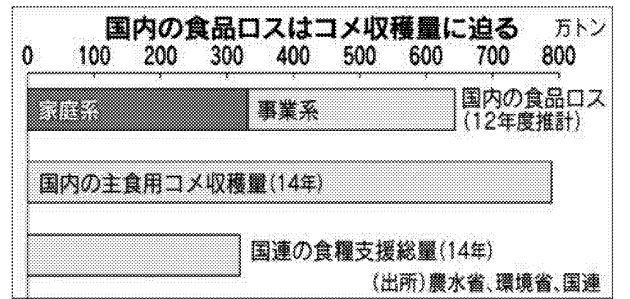 国内の食品ロスはコメ収穫量に迫る 万トン
0 100 200 300 400 500 600 700 800
家庭系 事業系 国内の食品ロス
(12年度推計)
国内の主食用コメ収穫量(14年)
国連の食糧支援総量(14年)
(出所)農水省、環境省、国連